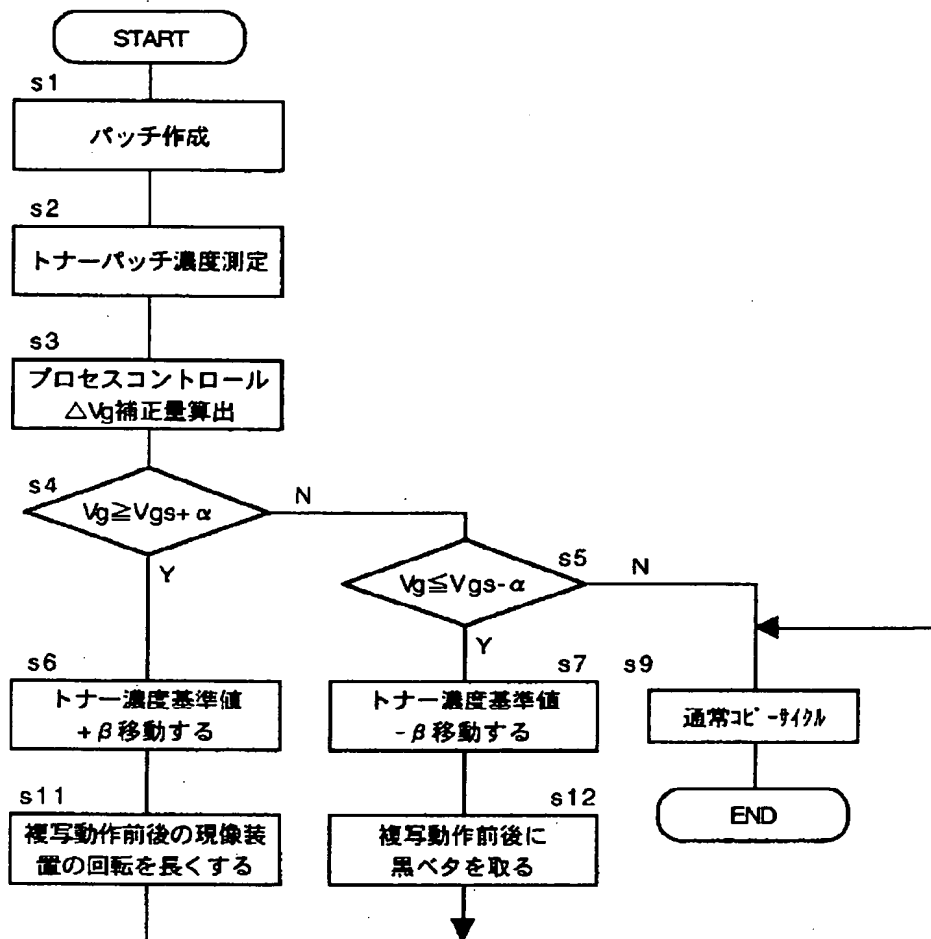 START
s1
パッチ作成
s2
トナーパッチ濃度測定
s3
プロセスコントロール
△Vg補正量算出
s4
Vg≧Vgs+α
N
Y
s5
Vg≦Vgs-α
N
Y
s6
トナー濃度基準値
+β移動する
s7
トナー濃度基準値
-β移動する
s9
通常ｺﾋﾟｰｻｲｸﾙ
s11
複写動作前後の現像装
置の回転を長くする
s12
複写動作前後に
黒ベタを取る
END